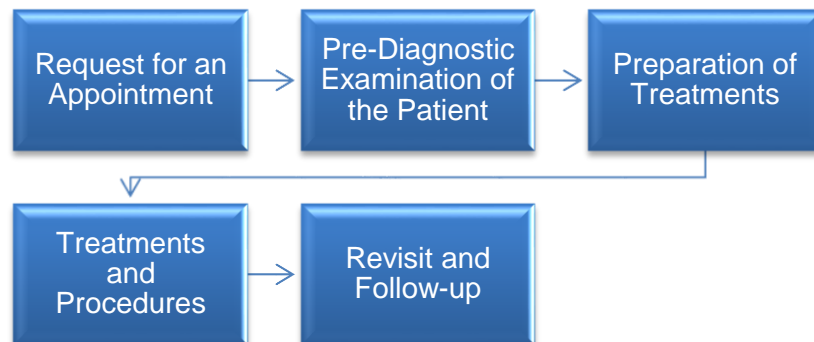 Request for an
Appointment
Pre-Diagnostic
Examination of
the Patient
Preparation of
Treatments
Treatments
and
Procedures
Revisit and
Follow-up